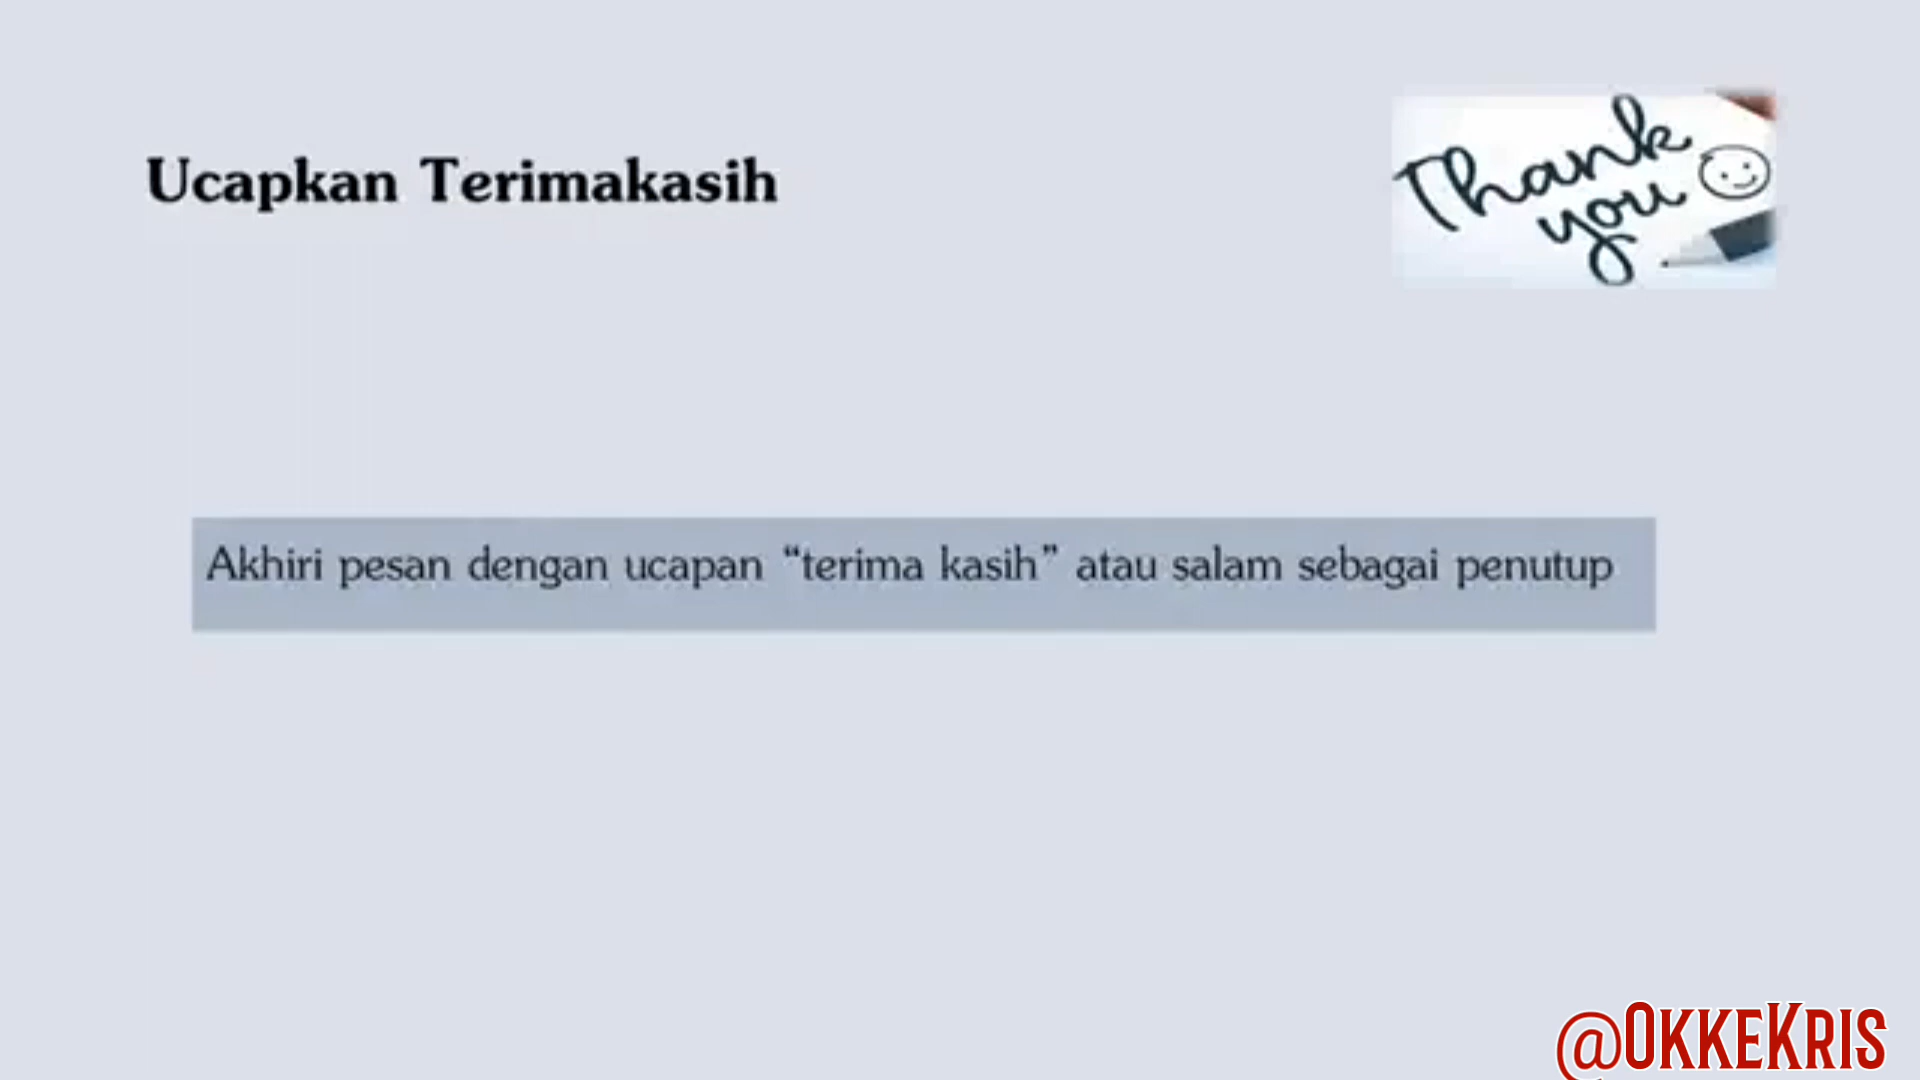 Ucapkan Terimakasih
Thank
you
Akhiri pesan dengan ucapan “terima kasih” atau salam sebagai penutup
@OKKEKRIS